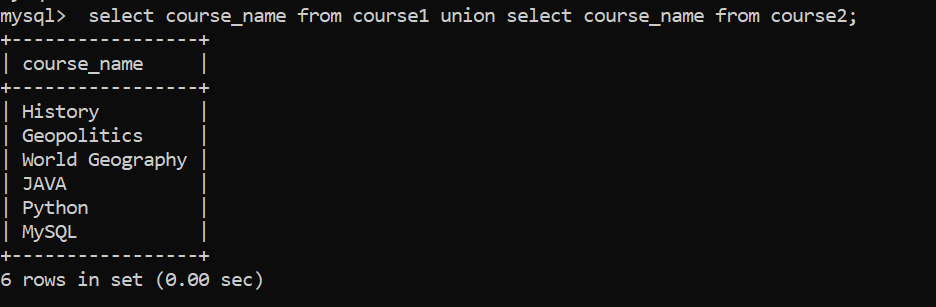 mysql>  select course_name from course1 union select course_name from course2;
+-----------------+
| course_name     |
+-----------------+
| History         |
| Geopolitics     |
| World Geography |
| JAVA            |
| Python          |
| MySQL           |
+-----------------+
6 rows in set (0.00 sec)